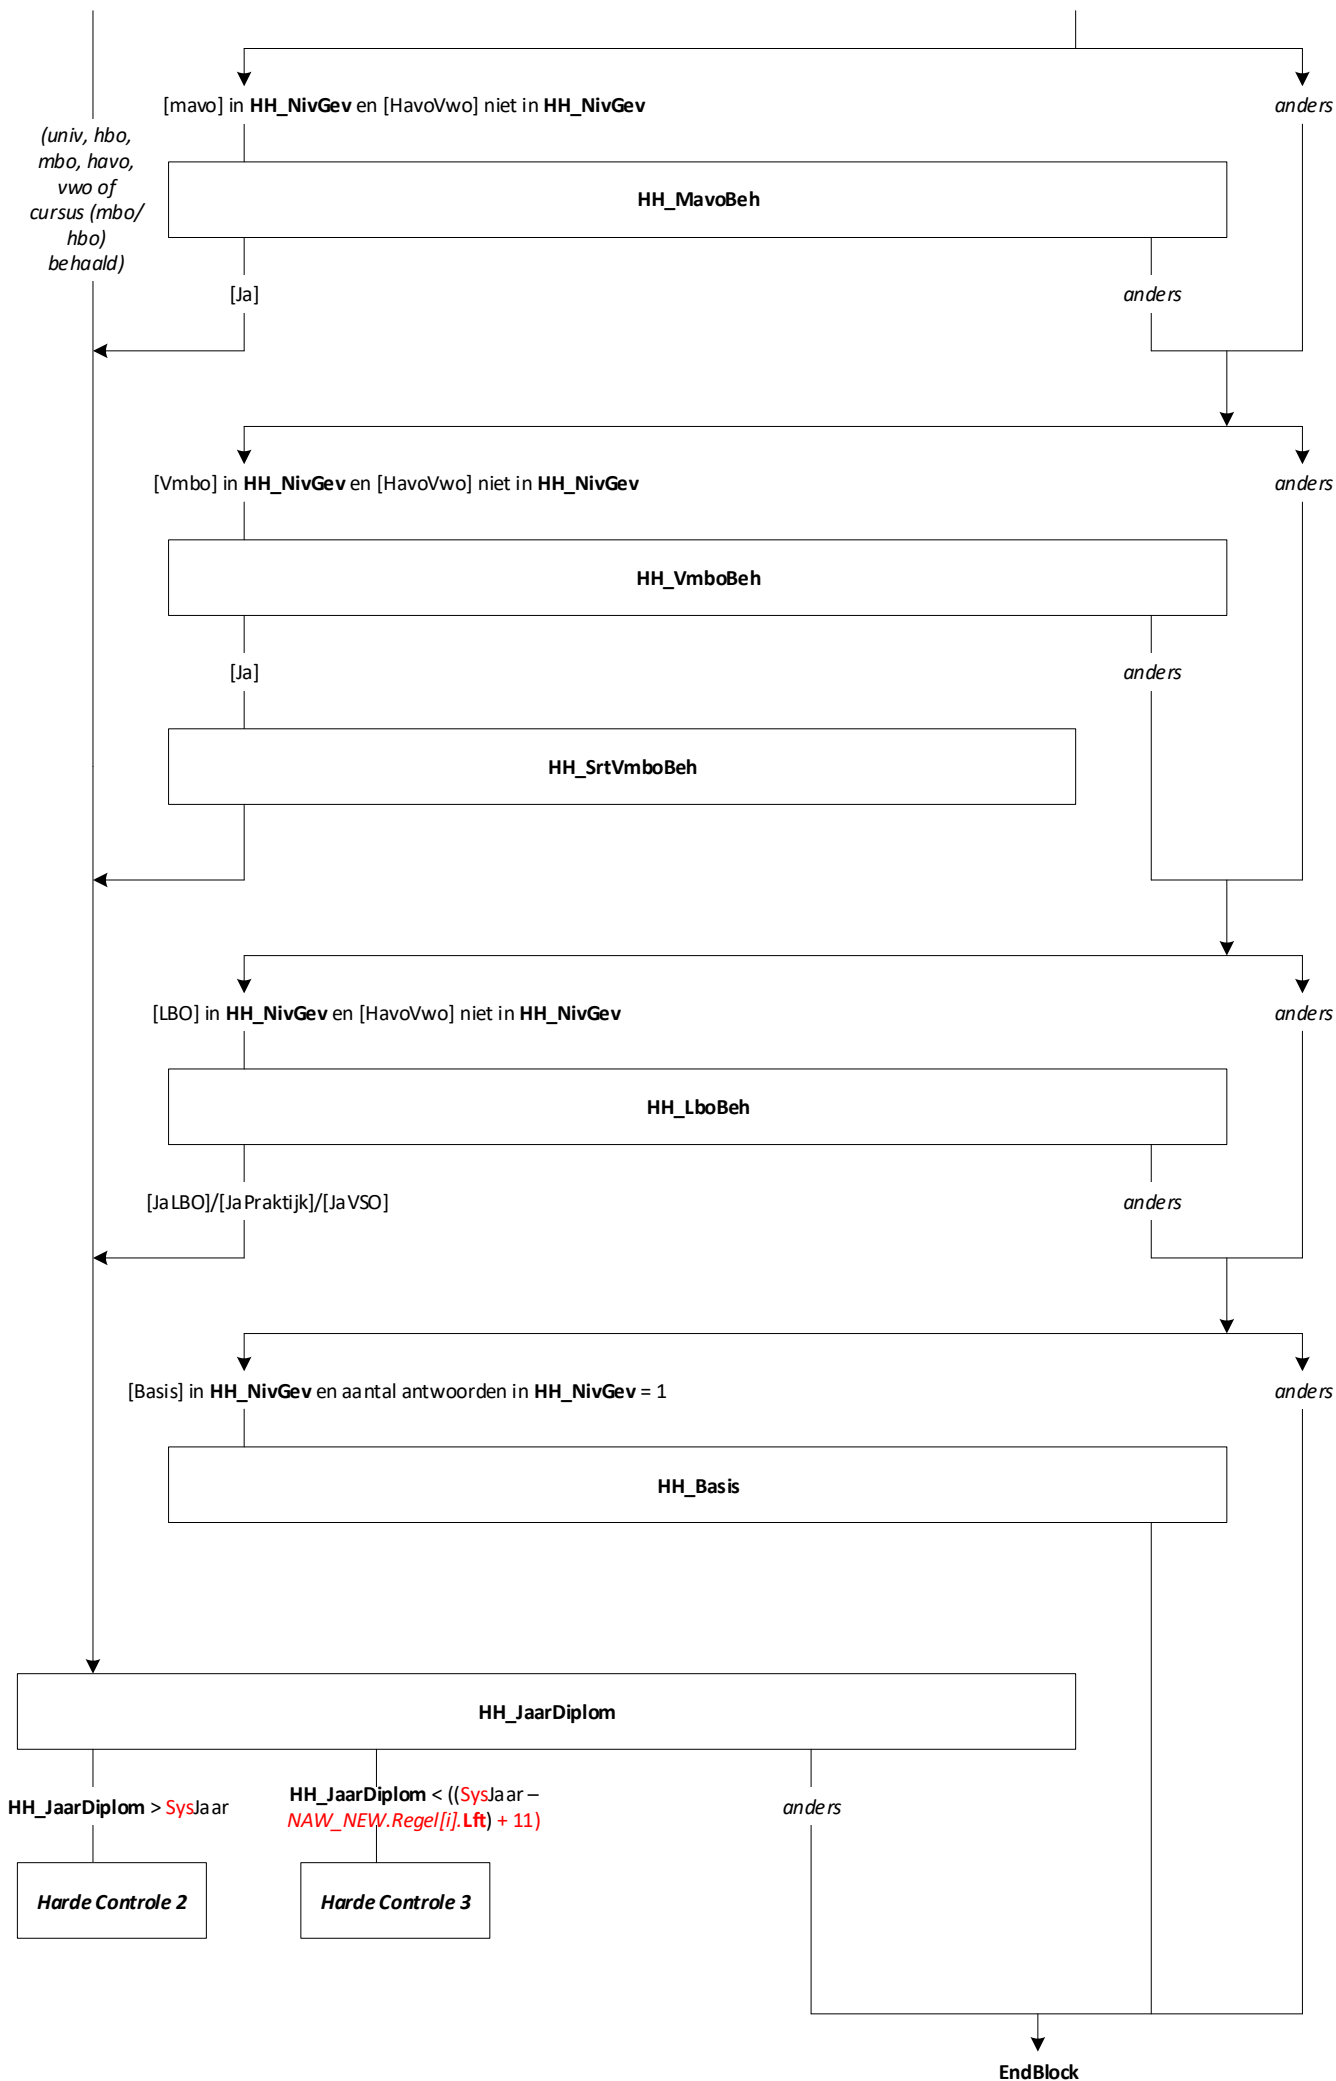 [mavo] in HH_NivGev en [HavoVwo] niet in HH_NivGev
anders
(univ, hbo,
mbo, havo,
vwo of
cursus (mbo/
hbo)
behaald)
HH_MavoBeh
[Ja]
anders
[Vmbo] in HH_NivGev en [HavoVwo] niet in HH_NivGev
anders
HH_VmboBeh
[Ja]
anders
HH_SrtVmboBeh
[LBO] in HH_NivGev en [HavoVwo] niet in HH_NivGev
anders
HH_LboBeh
[JaLBO]/[JaPraktijk]/[JaVSO]
anders
[Basis] in HH_NivGev en aantal antwoorden in HH_NivGev = 1
anders
HH_Basis
HH_JaarDiplom
HH_JaarDiplom > SysJaar
HH_JaarDiplom < ((SysJaar –
NAW_NEW.Regel[i].Lft) + 11)
anders
Harde Controle 2
Harde Controle 3
EndBlock